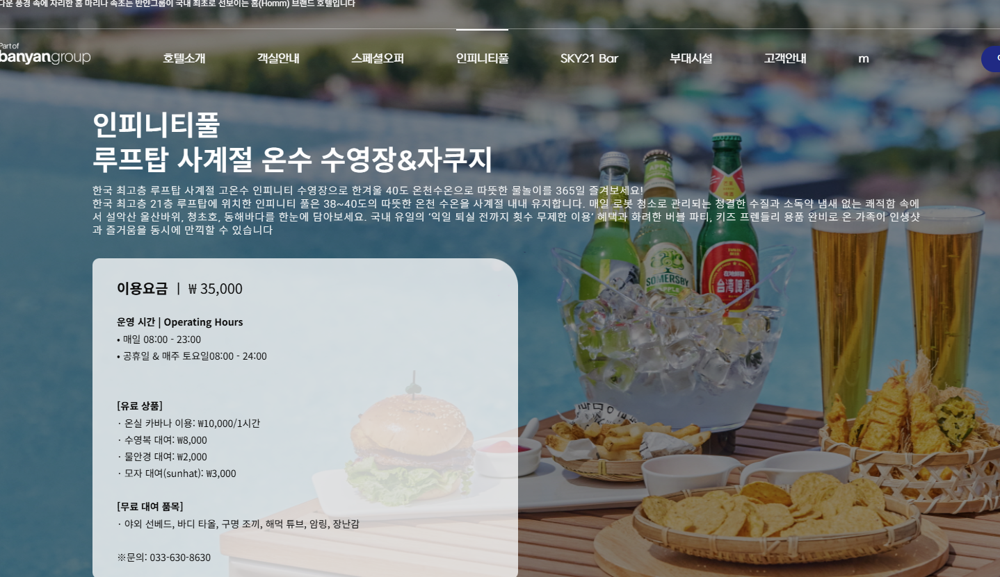 다운 풍경 속에 자리한 홈 마리나 속초는 반얀그룹이 국내 최초로 선보이는 홈(Homm) 브랜드 호텔입니다
Part of
banyangroup
호텔소개 객실안내 스페셜오퍼 인피니티풀 SKY21 Bar 부대시설 고객안내 m
인피니티풀
루프탑 사계절 온수 수영장&자쿠지
한국 최고층 루프탑 사계절 고온수 인피니티 수영장으로 한겨울 40도 온천수온으로 따뜻한 물놀이를 365일 즐겨보세요!
한국 최고층 21층 루프탑에 위치한 인피니티 풀은 38~40도의 따뜻한 온천 수온을 사계절 내내 유지합니다. 매일 로봇 청소로 관리되는 청결한 수질과 소독약 냄새 없는 쾌적함 속에
서 설악산 울산바위, 청초호, 동해바다를 한눈에 담아보세요. 국내 유일의 ‘익일 퇴실 전까지 횟수 무제한 이용’ 혜택과 화려한 버블 파티, 키즈 프렌들리 용품 완비로 온 가족이 인생샷
과 즐거움을 동시에 만끽할 수 있습니다
이용요금 ㅣ ₩ 35,000
운영 시간 | Operating Hours
• 매일 08:00 - 23:00
• 공휴일 & 매주 토요일08:00 - 24:00
[유료 상품]
· 온실 카바나 이용: ₩10,000/1시간
· 수영복 대여: ₩8,000
· 물안경 대여: ₩2,000
· 모자 대여(sunhat): ₩3,000
[무료 대여 품목]
· 야외 선베드, 바디 타올, 구명 조끼, 해먹 튜브, 암링, 장난감
※문의: 033-630-8630
APPLE
SOMERSBY
APPLE
在地鮮釀
台灣